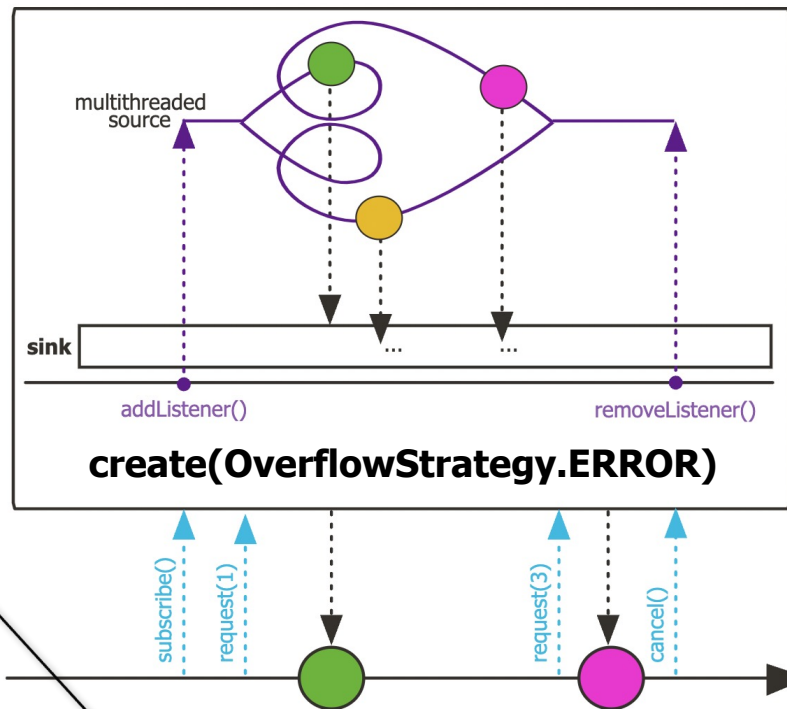 multithreaded
source
sink
...
...
addListener()
removeListener()
create(OverflowStrategy.ERROR)
subscribe()
request(1)
request(3)
cancel()